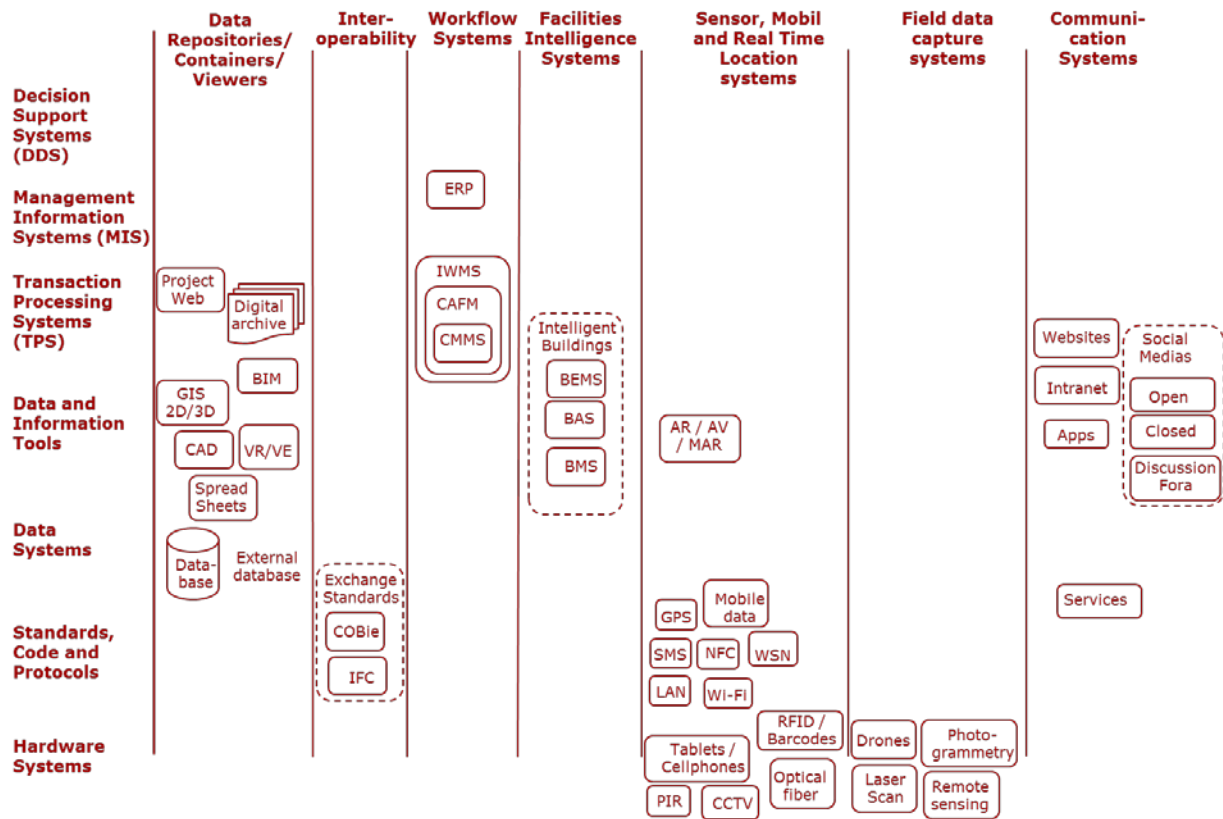 Data
Repositories/
Containers/
Viewers
Inter-
operability
Workflow
Systems
Facilities
Intelligence
Systems
Sensor, Mobil
and Real Time
Location
systems
Field data
capture
systems
Communi-
cation
Systems
Decision
Support
Systems
(DDS)
Management
Information
Systems (MIS)
ERP
Transaction
Processing
Systems
(TPS)
Project
Web
Digital
archive
IWMS
CAFM
CMMS
Intelligent
Buildings
BEMS
BAS
BMS
Websites
Intranet
Apps
Social
Medias
Open
Closed
Discussion
Fora
Data and
Information
Tools
BIM
GIS
2D/3D
CAD
VR/VE
Spread
Sheets
AR / AV
/ MAR
Data
Systems
Data-
base
External
database
Exchange
Standards
COBie
IFC
Standards,
Code and
Protocols
GPS
Mobile
data
SMS
NFC
WSN
LAN
Wi-Fi
Services
Hardware
Systems
RFID /
Barcodes
Tablets /
Cellphones
Optical
fiber
PIR
CCTV
Drones
Photo-
grammetry
Laser
Scan
Remote
sensing